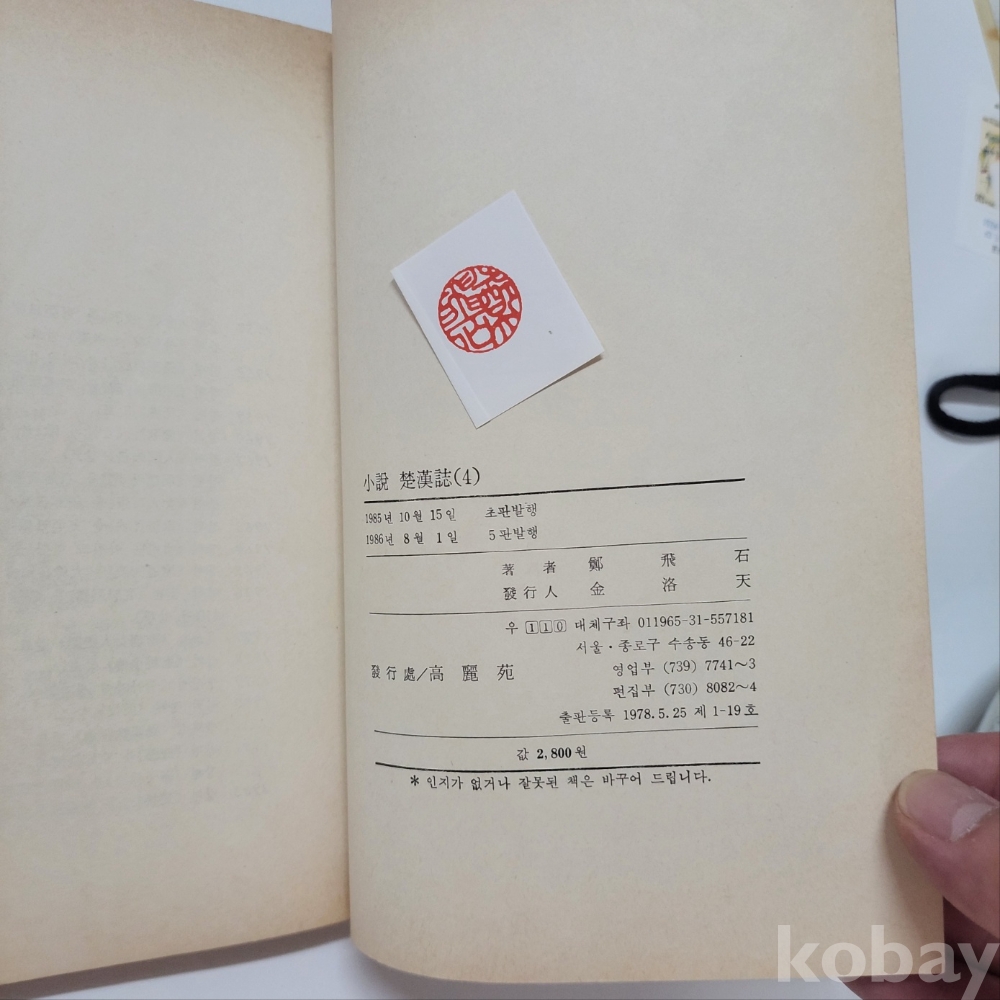 小說 楚漢誌(4)
1985년 10월 15일 초판발행
1986년 8월 1일 5판발행
著者 鄭飛石
發行人 金洛天
우 110 대체구좌 011965-31-557181
서울·종로구 수송동 46-22
發行處/高麗苑 영업부 (739) 7741~3
편집부 (730) 8082~4
출판등록 1978.5.25 제 1-19호
값 2,800원
* 인지가 없거나 잘못된 책은 바꾸어 드립니다.
kobay